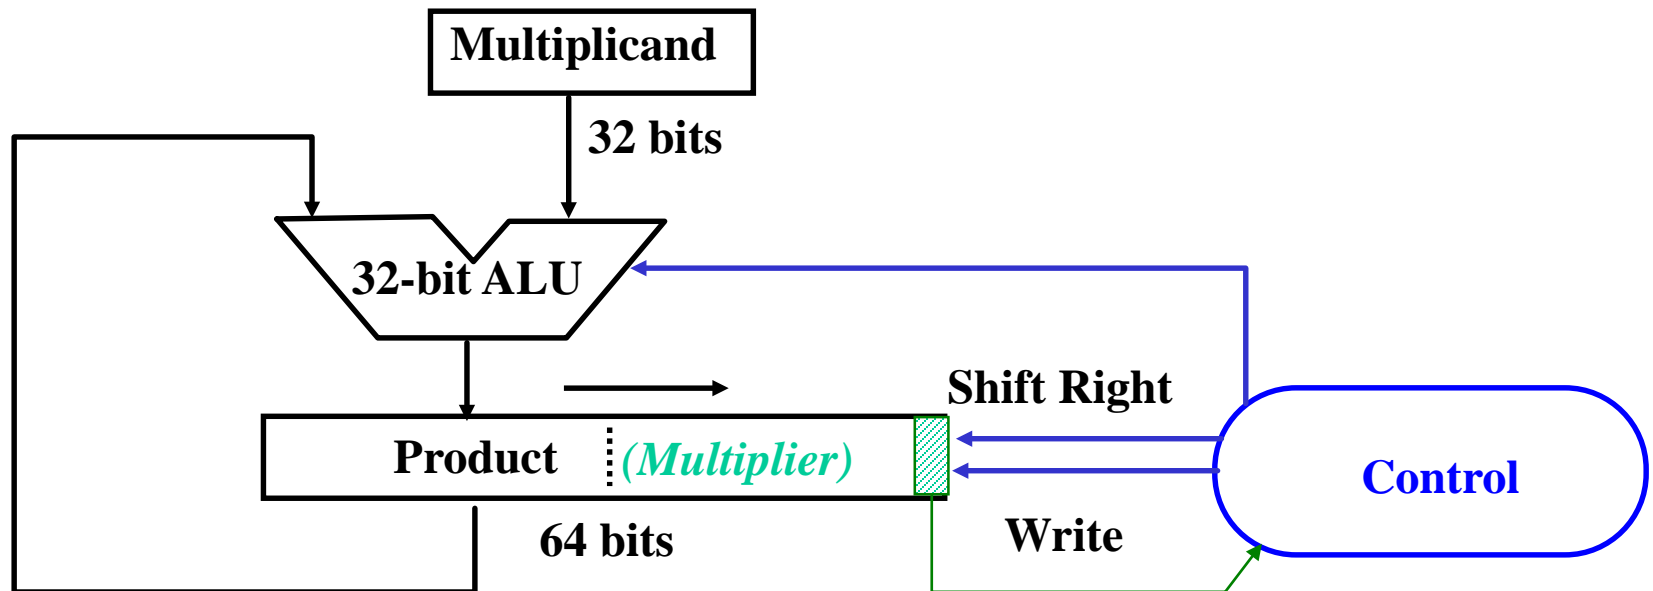 Multiplicand
32 bits
32-bit ALU
Shift Right
Product
(Multiplier)
Control
64 bits
Write